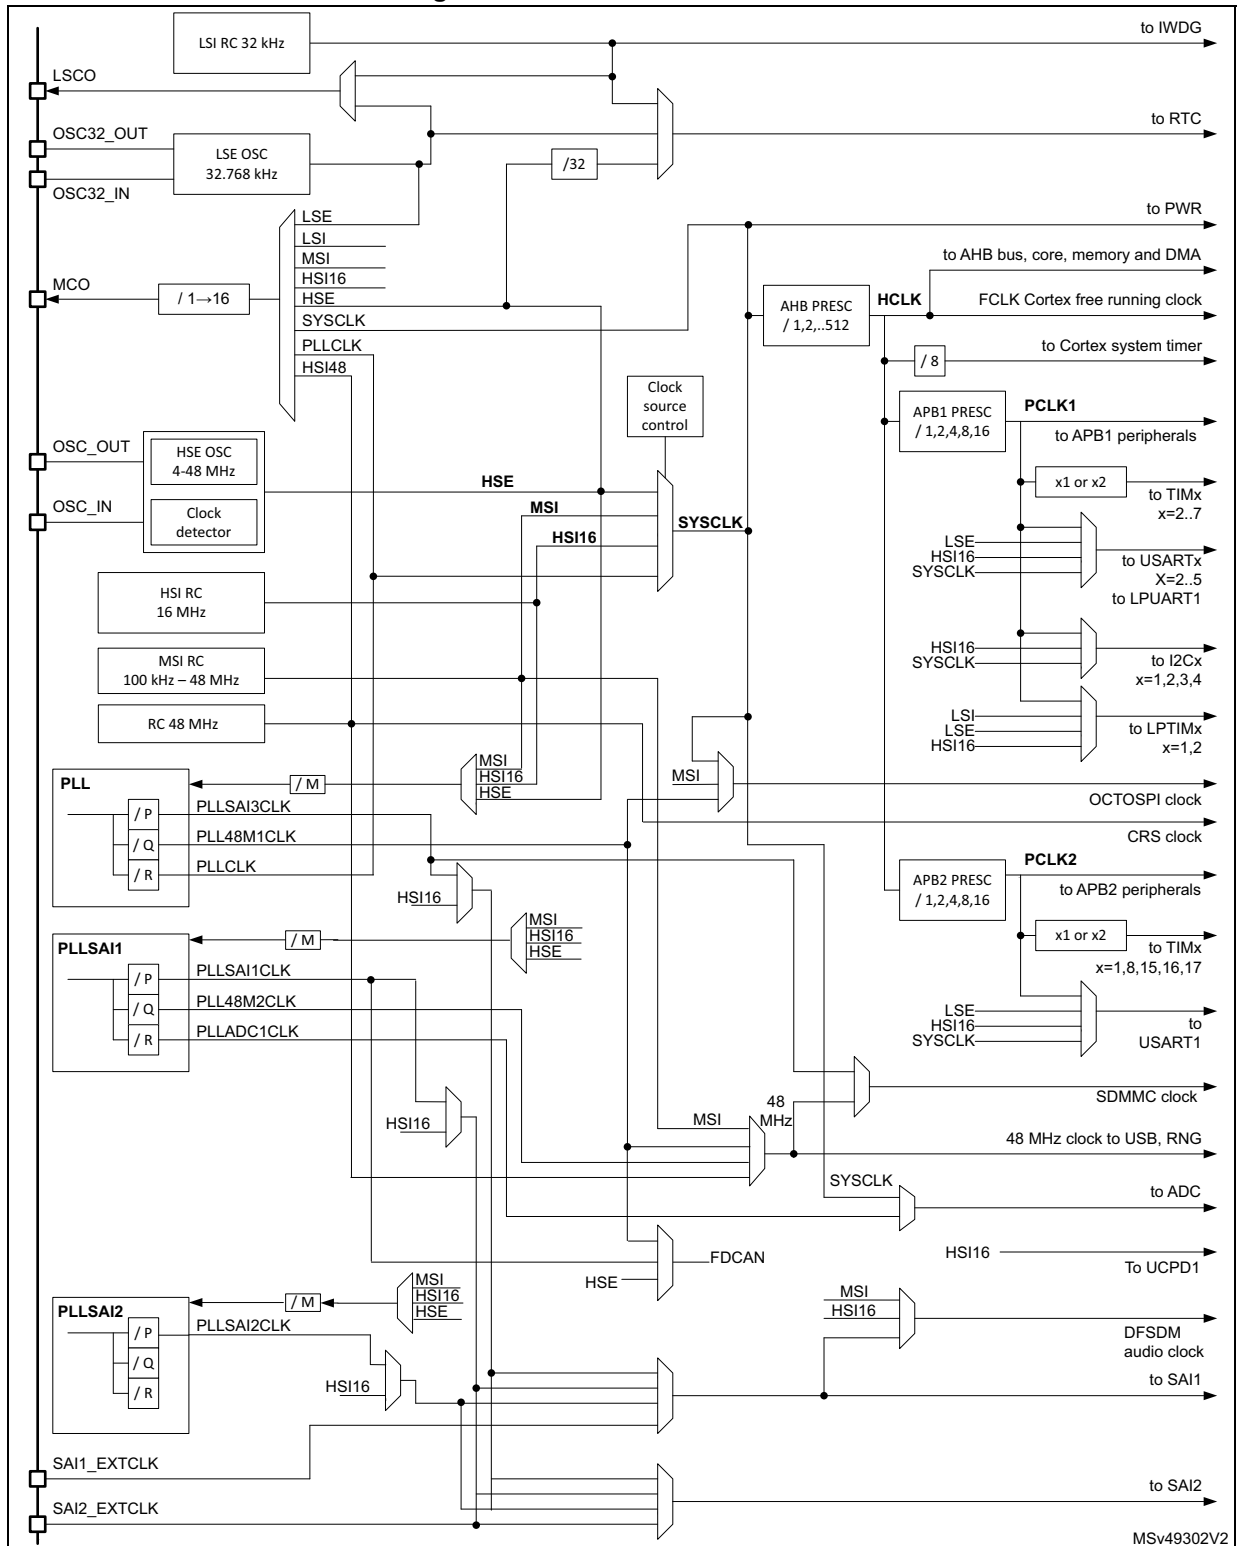 LSI RC 32 kHz
to IWDG
LSCO
OSC32_OUT
to RTC
LSE OSC
32.768 kHz
/32
OSC32_IN
to PWR
LSE
LSI
MSI
HSI16
HSE
SYSCLK
PLLCLK
HSI48
to AHB bus, core, memory and DMA
MCO
/ 1→16
AHB PRESC
/ 1,2,..512
HCLK
FCLK Cortex free running clock
to Cortex system timer
/ 8
Clock
source
control
APB1 PRESC
/ 1,2,4,8,16
PCLK1
to APB1 peripherals
OSC_OUT
HSE OSC
4-48 MHz
HSE
x1 or x2
to TIMx
x=2..7
OSC_IN
Clock
detector
MSI
HSI16
SYSCLK
LSE
HSI16
SYSCLK
to USARTx
X=2..5
to LPUART1
HSI RC
16 MHz
HSI16
SYSCLK
to I2Cx
x=1,2,3,4
MSI RC
100 kHz – 48 MHz
RC 48 MHz
LSI
LSE
HSI16
to LPTIMx
x=1,2
PLL
/ M
MSI
HSI16
HSE
MSI
OCTOSPI clock
/ P
PLLSAI3CLK
CRS clock
/ Q
PLL48M1CLK
/ R
PLLCLK
HSI16
APB2 PRESC
/ 1,2,4,8,16
PCLK2
to APB2 peripherals
PLLSAI1
/ M
MSI
HSI16
HSE
x1 or x2
to TIMx
x=1,8,15,16,17
/ P
PLLSAI1CLK
/ Q
PLL48M2CLK
/ R
PLLADC1CLK
LSE
HSI16
SYSCLK
to
USART1
HSI16
MSI
48
MHz
SDMMC clock
48 MHz clock to USB, RNG
SYSCLK
to ADC
FDCAN
HSE
HSI16
To UCPD1
PLLSAI2
/ M
MSI
HSI16
HSE
MSI
HSI16
DFSDM
audio clock
/ P
PLLSAI2CLK
/ Q
/ R
HSI16
to SAI1
SAI1_EXTCLK
to SAI2
SAI2_EXTCLK
MSv49302V2